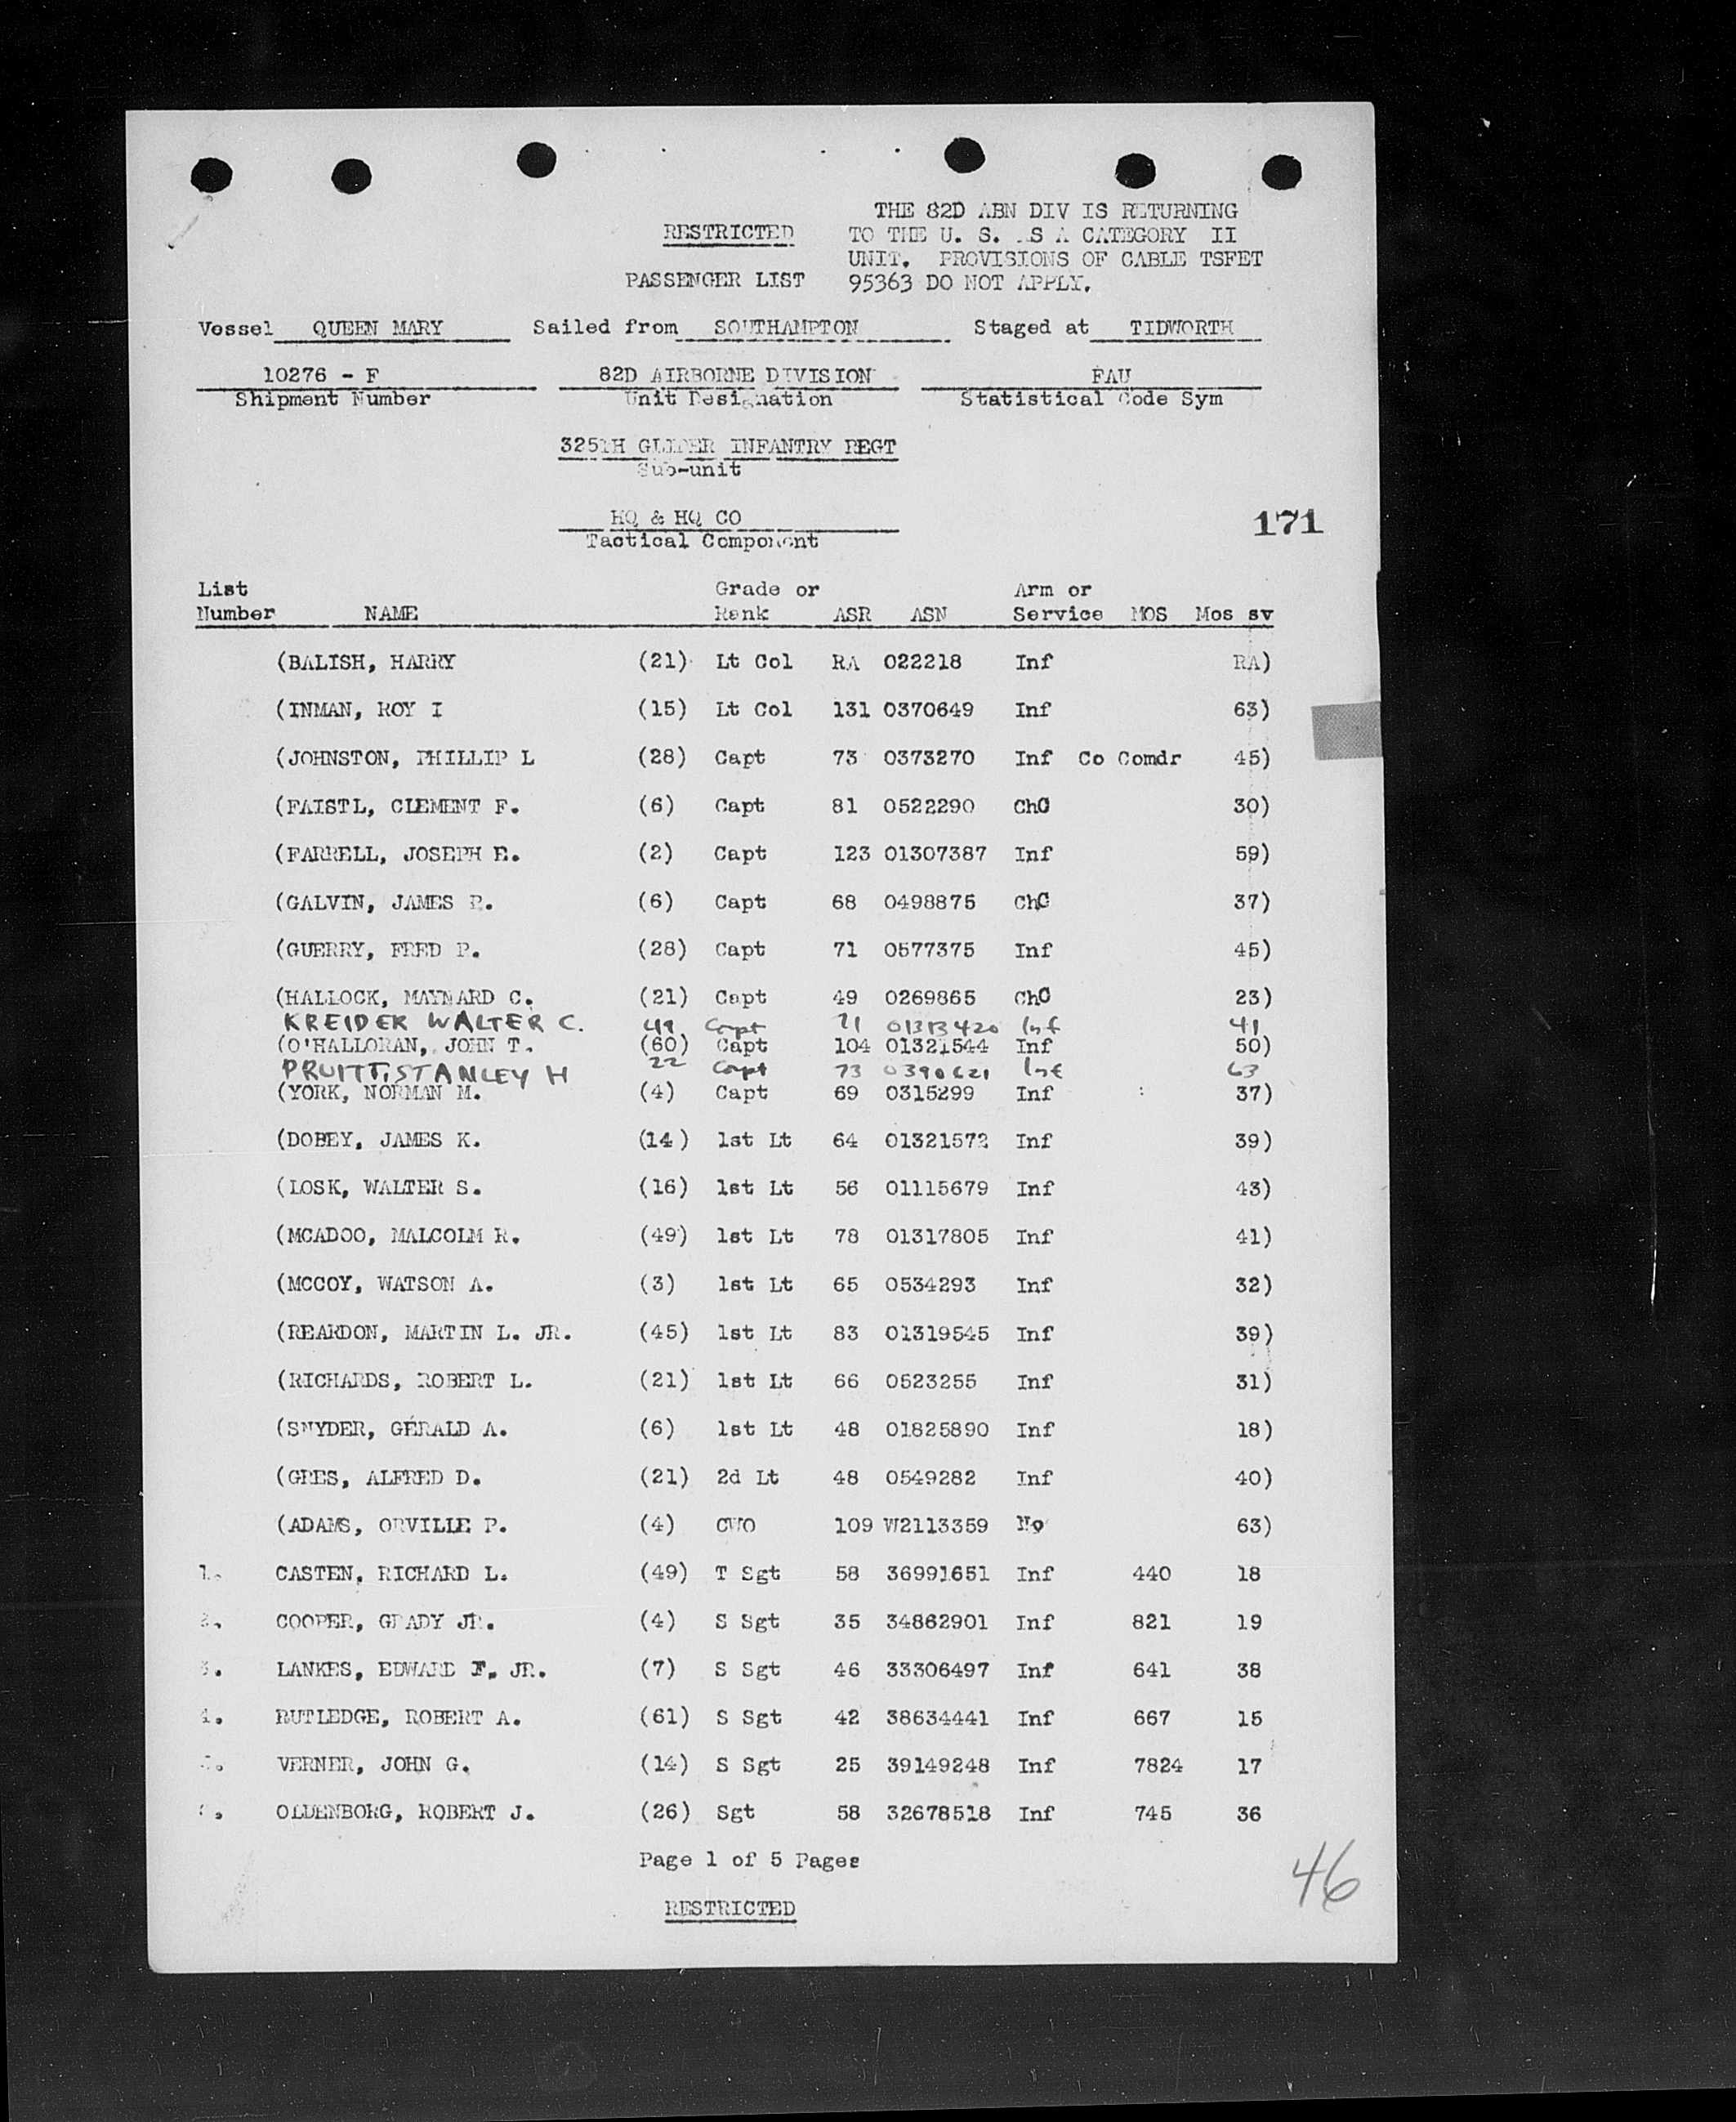 THE 82D ABN DIV IS RETURNING
RESTRICTED TO THE U. S. AS A CATEGORY II
UNIT. PROVISIONS OF CABLE TSFET
PASSENGER LIST 95363 DO NOT APPLY.
Vessel QUEEN MARY Sailed from SOUTHAMPTON Staged at TIDWORTH
10276 - F 82D AIRBORNE DIVISION FAU
Shipment Number Unit Designation Statistical Code Sym
325TH GLIDER INFANTRY REGT
Sub-unit
HQ & HQ CO 171
Tactical Component
List Grade or Arm or
Number NAME Rank ASR ASN Service MOS Mos sv
(BALISH, HARRY (21) Lt Col RA 022218 Inf RA)
(INMAN, ROY I (15) Lt Col 131 0370649 Inf 63)
(JOHNSTON, PHILLIP L (28) Capt 73 0373270 Inf Co Comdr 45)
(FAISTL, CLEMENT F. (6) Capt 81 0522290 ChC 30)
(FARRELL, JOSEPH E. (2) Capt 123 01307387 Inf 59)
(GALVIN, JAMES P. (6) Capt 68 0498875 ChC 37)
(GUERRY, FRED P. (28) Capt 71 0577375 Inf 45)
(HALLOCK, MAYNARD C. (21) Capt 49 0269865 ChC 23)
KREIDER WALTER C. 49 Capt 71 01313420 Inf 41
(O'HALLORAN, JOHN T. (60) Capt 104 01321544 Inf 50)
PRUITT, STANLEY H 22 Capt 73 0390621 Inf 63
(YORK, NORMAN M. (4) Capt 69 0315299 Inf 37)
(DOBEY, JAMES K. (14) 1st Lt 64 01321572 Inf 39)
(LOSK, WALTER S. (16) 1st Lt 56 01115679 Inf 43)
(MCADOO, MALCOLM R. (49) 1st Lt 78 01317805 Inf 41)
(MCCOY, WATSON A. (3) 1st Lt 65 0534293 Inf 32)
(REARDON, MARTIN L. JR. (45) 1st Lt 83 01319545 Inf 39)
(RICHARDS, ROBERT L. (21) 1st Lt 66 0523255 Inf 31)
(SNYDER, GERALD A. (6) 1st Lt 48 01825890 Inf 18)
(GRES, ALFRED D. (21) 2d Lt 48 0549282 Inf 40)
(ADAMS, ORVILLE P. (4) CWO 109 W2113359 No 63)
1. CASTEN, RICHARD L. (49) T Sgt 58 36991651 Inf 440 18
2. COOPER, GRADY JR. (4) S Sgt 35 34862901 Inf 821 19
3. LANKES, EDWARD F. JR. (7) S Sgt 46 33306497 Inf 641 38
4. RUTLEDGE, ROBERT A. (61) S Sgt 42 38634441 Inf 667 15
5. VERNER, JOHN G. (14) S Sgt 25 39149248 Inf 7824 17
6. OLDENBORG, ROBERT J. (26) Sgt 58 32678518 Inf 745 36
Page 1 of 5 Pages
46
RESTRICTED